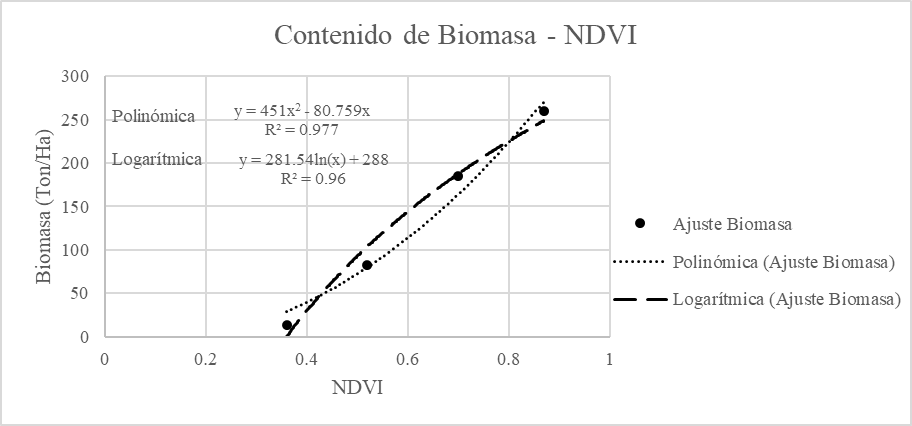 Contenido de Biomasa - NDVI
Biomasa (Ton/Ha)
300
250
200
150
100
50
0
Polinómica y = 451x² - 80.759x
R² = 0.977
Logarítmica y = 281.54ln(x) + 288
R² = 0.96
0 0.2 0.4 0.6 0.8 1
NDVI
Ajuste Biomasa
Polinómica (Ajuste Biomasa)
Logarítmica (Ajuste Biomasa)